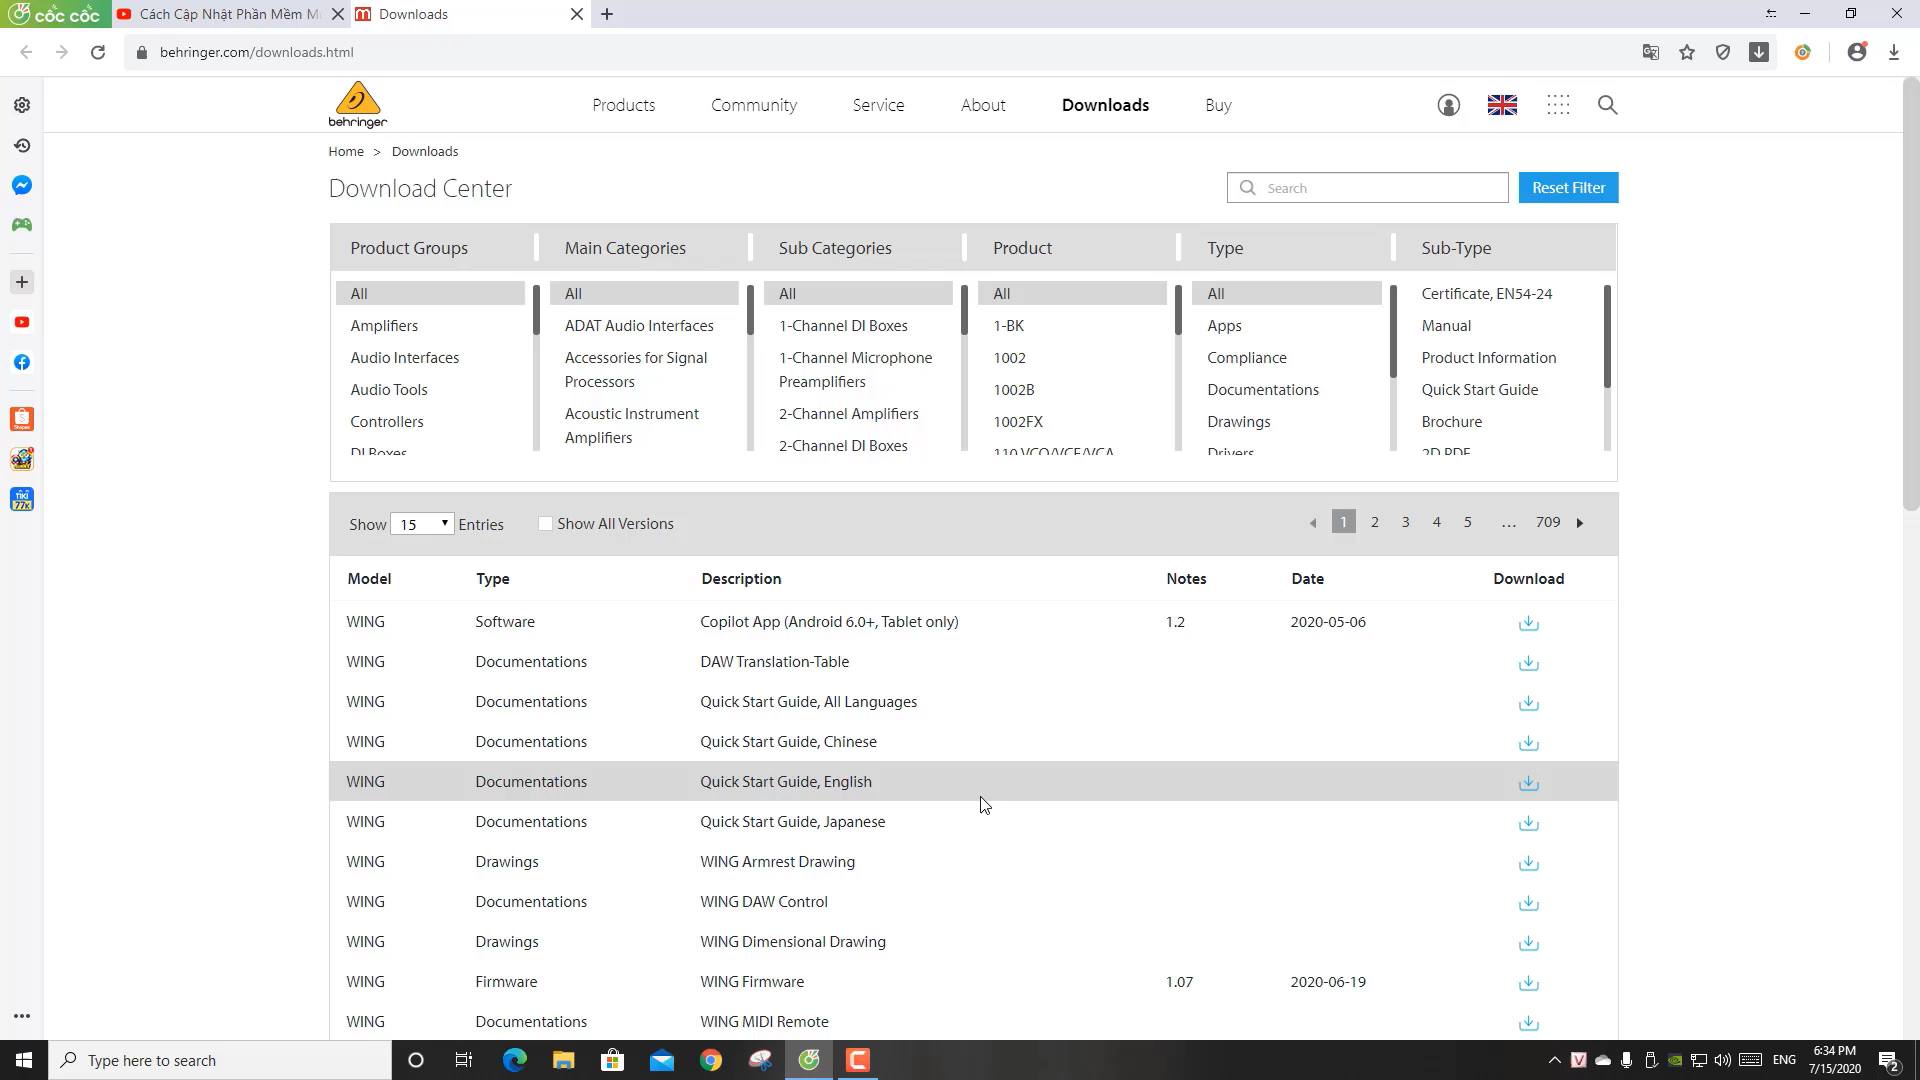 cốc cốc
Cách Cập Nhật Phần Mềm M
Downloads
behringer.com/downloads.html
behringer
Products
Community
Service
About
Downloads
Buy
Home > Downloads
Download Center
Search
Reset Filter
Product Groups
Main Categories
Sub Categories
Product
Type
Sub-Type
All
Amplifiers
Audio Interfaces
Audio Tools
Controllers
DI Boxes
All
ADAT Audio Interfaces
Accessories for Signal
Processors
Acoustic Instrument
Amplifiers
All
1-Channel DI Boxes
1-Channel Microphone
Preamplifiers
2-Channel Amplifiers
2-Channel DI Boxes
All
1-BK
1002
1002B
1002FX
110 VCO/VCF/VCA
All
Apps
Compliance
Documentations
Drawings
Drivers
Certificate, EN54-24
Manual
Product Information
Quick Start Guide
Brochure
2D PDF
Show 15 Entries
Show All Versions
1 2 3 4 5 ... 709
Model Type Description Notes Date Download
WING Software Copilot App (Android 6.0+, Tablet only) 1.2 2020-05-06
WING Documentations DAW Translation-Table
WING Documentations Quick Start Guide, All Languages
WING Documentations Quick Start Guide, Chinese
WING Documentations Quick Start Guide, English
WING Documentations Quick Start Guide, Japanese
WING Drawings WING Armrest Drawing
WING Documentations WING DAW Control
WING Drawings WING Dimensional Drawing
WING Firmware WING Firmware 1.07 2020-06-19
WING Documentations WING MIDI Remote
Type here to search
ENG
6:34 PM
7/15/2020
2